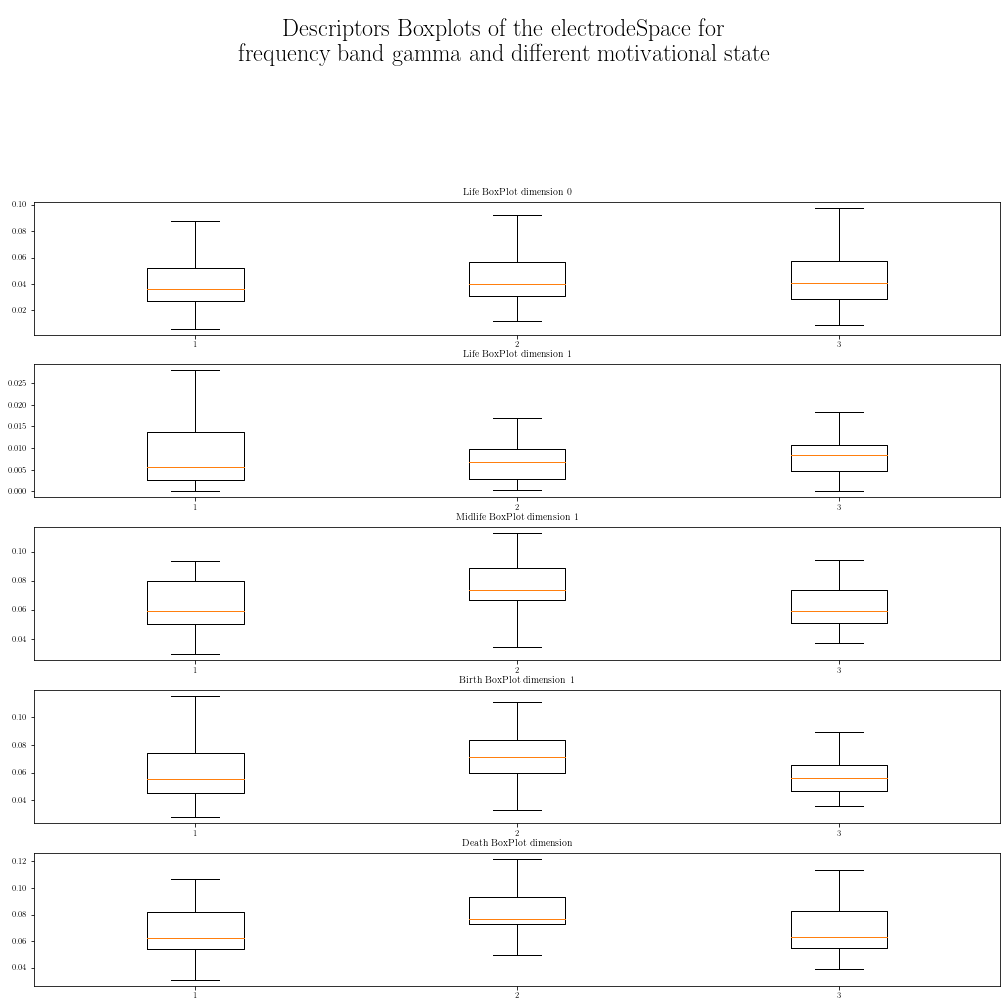 Descriptors Boxplots of the electrodeSpace for
frequency band gamma and different motivational state
Life BoxPlot dimension 0
0.10
0.08
0.06
0.04
0.02
1 2 3
Life BoxPlot dimension 1
0.025
0.020
0.015
0.010
0.005
0.000
1 2 3
Midlife BoxPlot dimension 1
0.10
0.08
0.06
0.04
1 2 3
Birth BoxPlot dimension 1
0.10
0.08
0.06
0.04
1 2 3
Death BoxPlot dimension
0.12
0.10
0.08
0.06
0.04
1 2 3